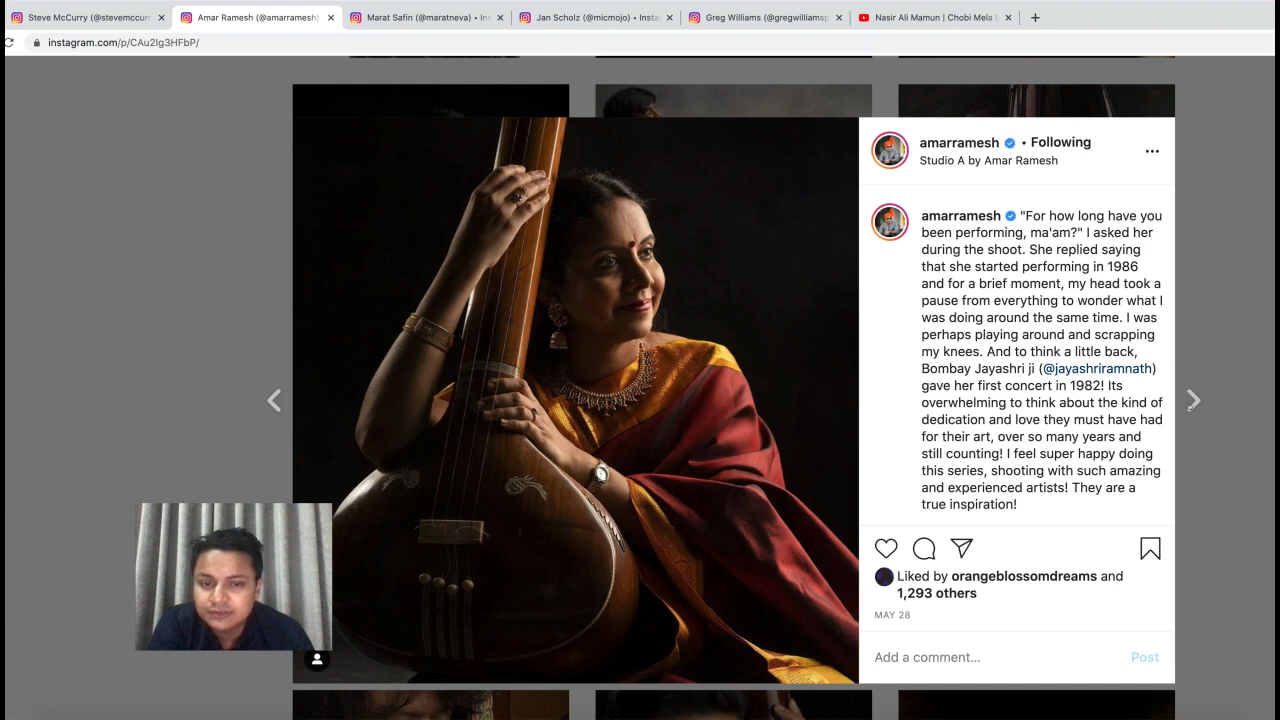 Steve McCurry (@stevemccurr
Amar Ramesh (@amarramesh)
Marat Safin (@maratneva) • In
Jan Scholz (@micmojo) • Insta
Greg Williams (@gregwilliamsp
Nasir Ali Mamun | Chobi Mela
instagram.com/p/CAu2Ig3HFbP/
amarramesh • Following
Studio A by Amar Ramesh
amarramesh "For how long have you
been performing, ma'am?" I asked her
during the shoot. She replied saying
that she started performing in 1986
and for a brief moment, my head took a
pause from everything to wonder what I
was doing around the same time. I was
perhaps playing around and scrapping
my knees. And to think a little back,
Bombay Jayashri ji (@jayashriramnath)
gave her first concert in 1982! Its
overwhelming to think about the kind of
dedication and love they must have had
for their art, over so many years and
still counting! I feel super happy doing
this series, shooting with such amazing
and experienced artists! They are a
true inspiration!
Liked by orangeblossomdreams and
1,293 others
MAY 28
Add a comment... Post